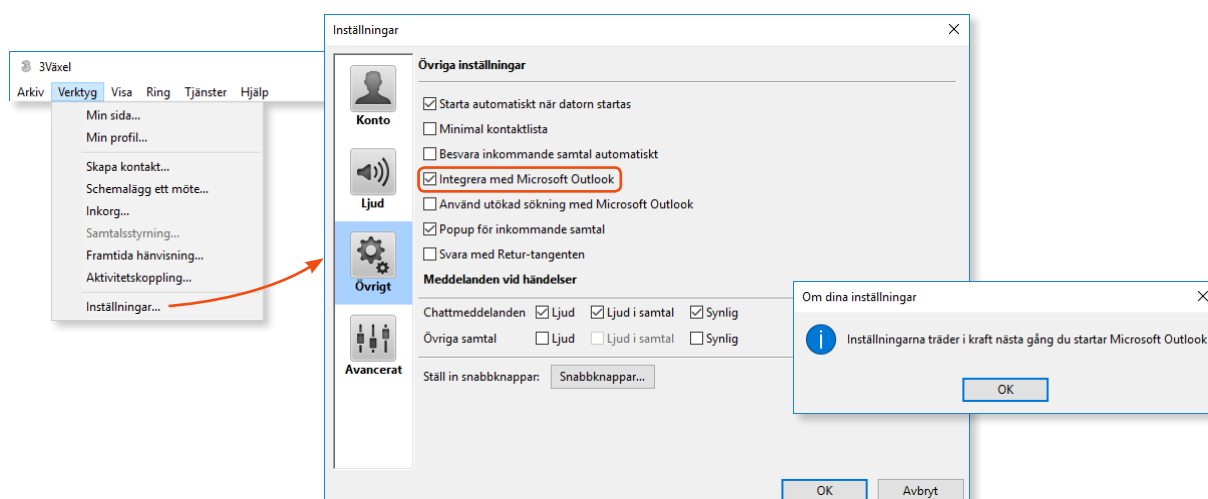 3Växel
Arkiv Verktyg Visa Ring Tjänster Hjälp
Min sida...
Min profil...
Skapa kontakt...
Schemalägg ett möte...
Inkorg...
Samtalsstyrning...
Framtida hänvisning...
Aktivitetskoppling...
Inställningar...
Inställningar
Konto
Ljud
Övrigt
Avancerat
Övriga inställningar
Starta automatiskt när datorn startas
Minimal kontaktlista
Besvara inkommande samtal automatiskt
Integrera med Microsoft Outlook
Använd utökad sökning med Microsoft Outlook
Popup för inkommande samtal
Svara med Retur-tangenten
Meddelanden vid händelser
Chattmeddelanden Ljud Ljud i samtal Synlig
Övriga samtal Ljud Ljud i samtal Synlig
Ställ in snabbknappar: Snabbknappar...
OK Avbryt
Om dina inställningar
Inställningarna träder i kraft nästa gång du startar Microsoft Outlook
OK